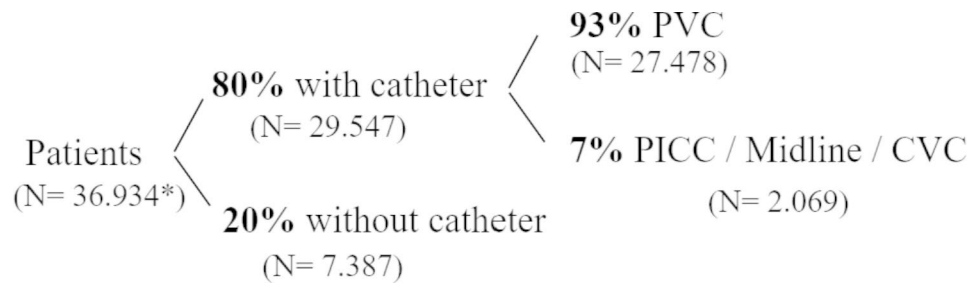 93% PVC
(N= 27.478)
80% with catheter
(N= 29.547)
Patients
(N= 36.934*)
7% PICC / Midline / CVC
(N= 2.069)
20% without catheter
(N= 7.387)